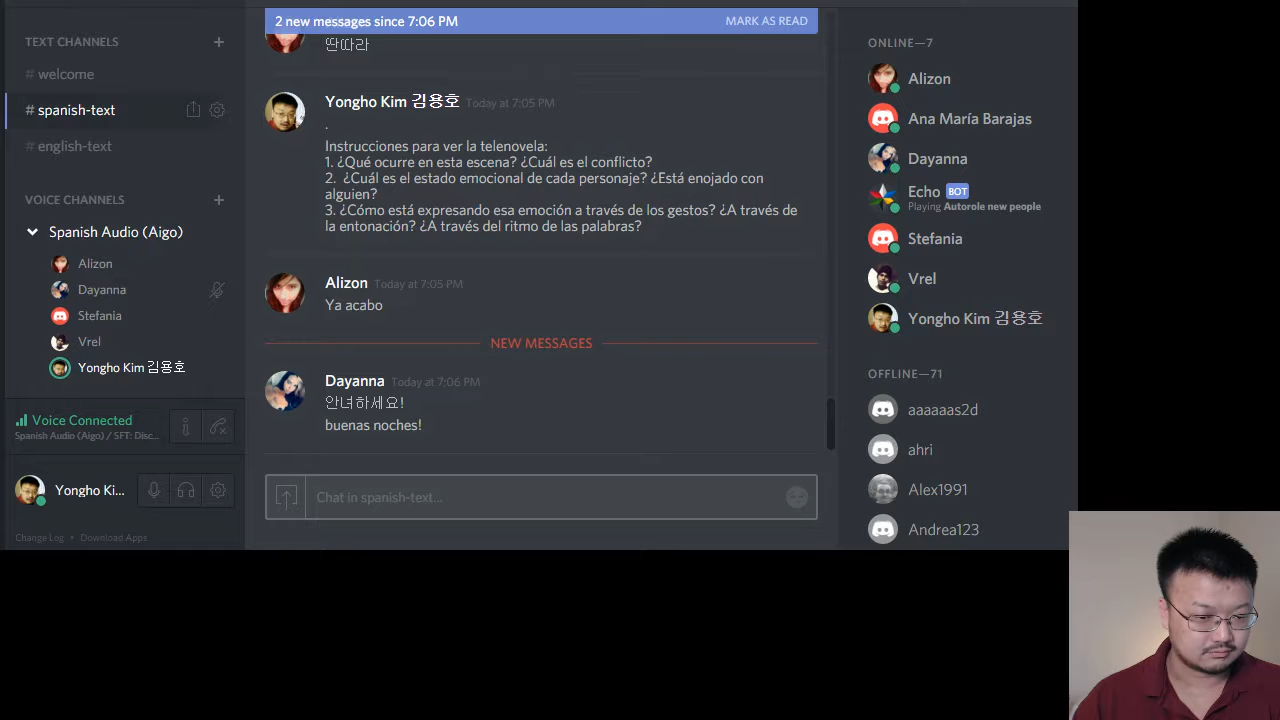 TEXT CHANNELS +
# welcome
# spanish-text
# english-text
VOICE CHANNELS +
Spanish Audio (Aigo)
Alizon
Dayanna
Stefania
Vrel
Yongho Kim 김용호
Voice Connected
Spanish Audio (Aigo) / SFT: Disc...
Yongho Ki...
Change Log • Download Apps
2 new messages since 7:06 PM MARK AS READ
딴따라
Yongho Kim 김용호 Today at 7:05 PM
.
Instrucciones para ver la telenovela:
1. ¿Qué ocurre en esta escena? ¿Cuál es el conflicto?
2. ¿Cuál es el estado emocional de cada personaje? ¿Está enojado con
alguien?
3. ¿Cómo está expresando esa emoción a través de los gestos? ¿A través de
la entonación? ¿A través del ritmo de las palabras?
Alizon Today at 7:05 PM
Ya acabo
NEW MESSAGES
Dayanna Today at 7:06 PM
안녕하세요!
buenas noches!
Chat in spanish-text...
ONLINE—7
Alizon
Ana María Barajas
Dayanna
Echo BOT
Playing Autorole new people
Stefania
Vrel
Yongho Kim 김용호
OFFLINE—71
aaaaaas2d
ahri
Alex1991
Andrea123